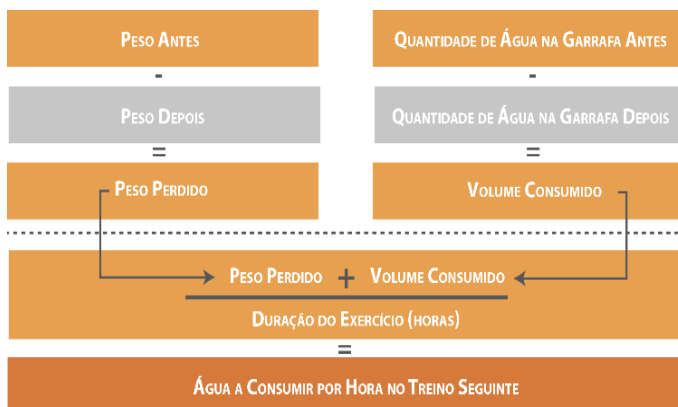 Peso Antes
-
Peso Depois
=
Peso Perdido
Quantidade de Água na Garrafa Antes
-
Quantidade de Água na Garrafa Depois
=
Volume Consumido
Peso Perdido + Volume Consumido
Duração do Exercício (horas)
=
Água a Consumir por Hora no Treino Seguinte